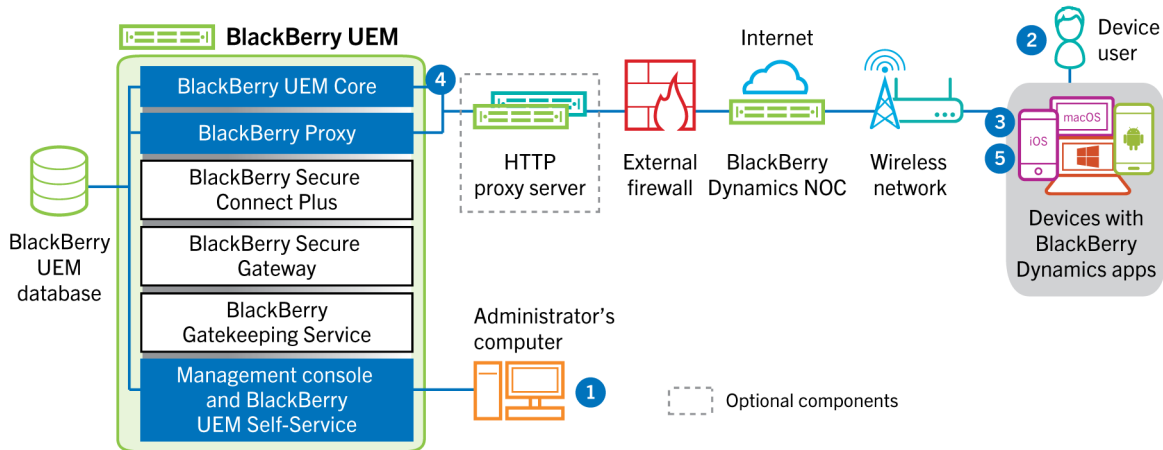 BlackBerry UEM
BlackBerry UEM Core
BlackBerry Proxy
BlackBerry Secure
Connect Plus
BlackBerry Secure
Gateway
BlackBerry
Gatekeeping Service
Management console
and BlackBerry
UEM Self-Service
BlackBerry
UEM
database
4
HTTP
proxy server
External
firewall
Internet
BlackBerry
Dynamics NOC
Wireless
network
2
Device
user
3
5
macOS
iOS
Devices with
BlackBerry
Dynamics apps
Administrator’s
computer
1
Optional components